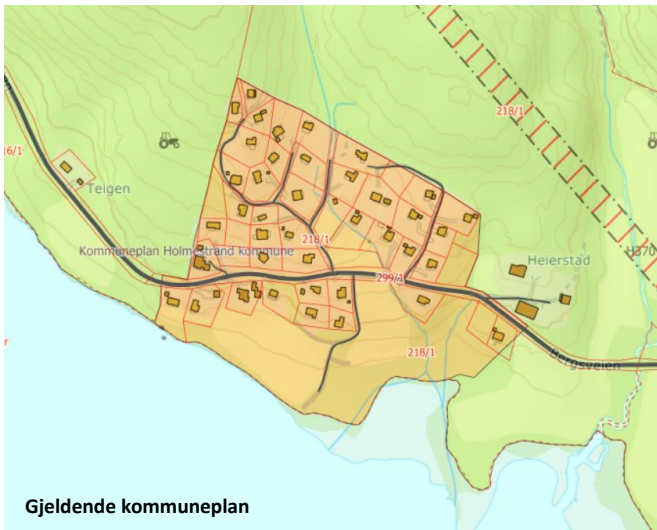 218/1
16/1
Teigen
218/1
Kommuneplan Holmestrand kommune
Heierstad
H370
299/1
218/1
Bergsveien
Gjeldende kommuneplan